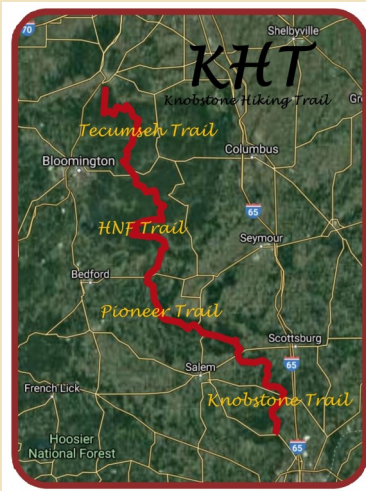 70
Shelbyville
KHT
Knobstone Hiking Trail
Gr
Tecumseh Trail
Columbus
Bloomington
65
HNF Trail
Seymour
Bedford
Pioneer Trail
Scottsburg
Salem
65
French Lick
Knobstone Trail
Hoosier
National Forest
65